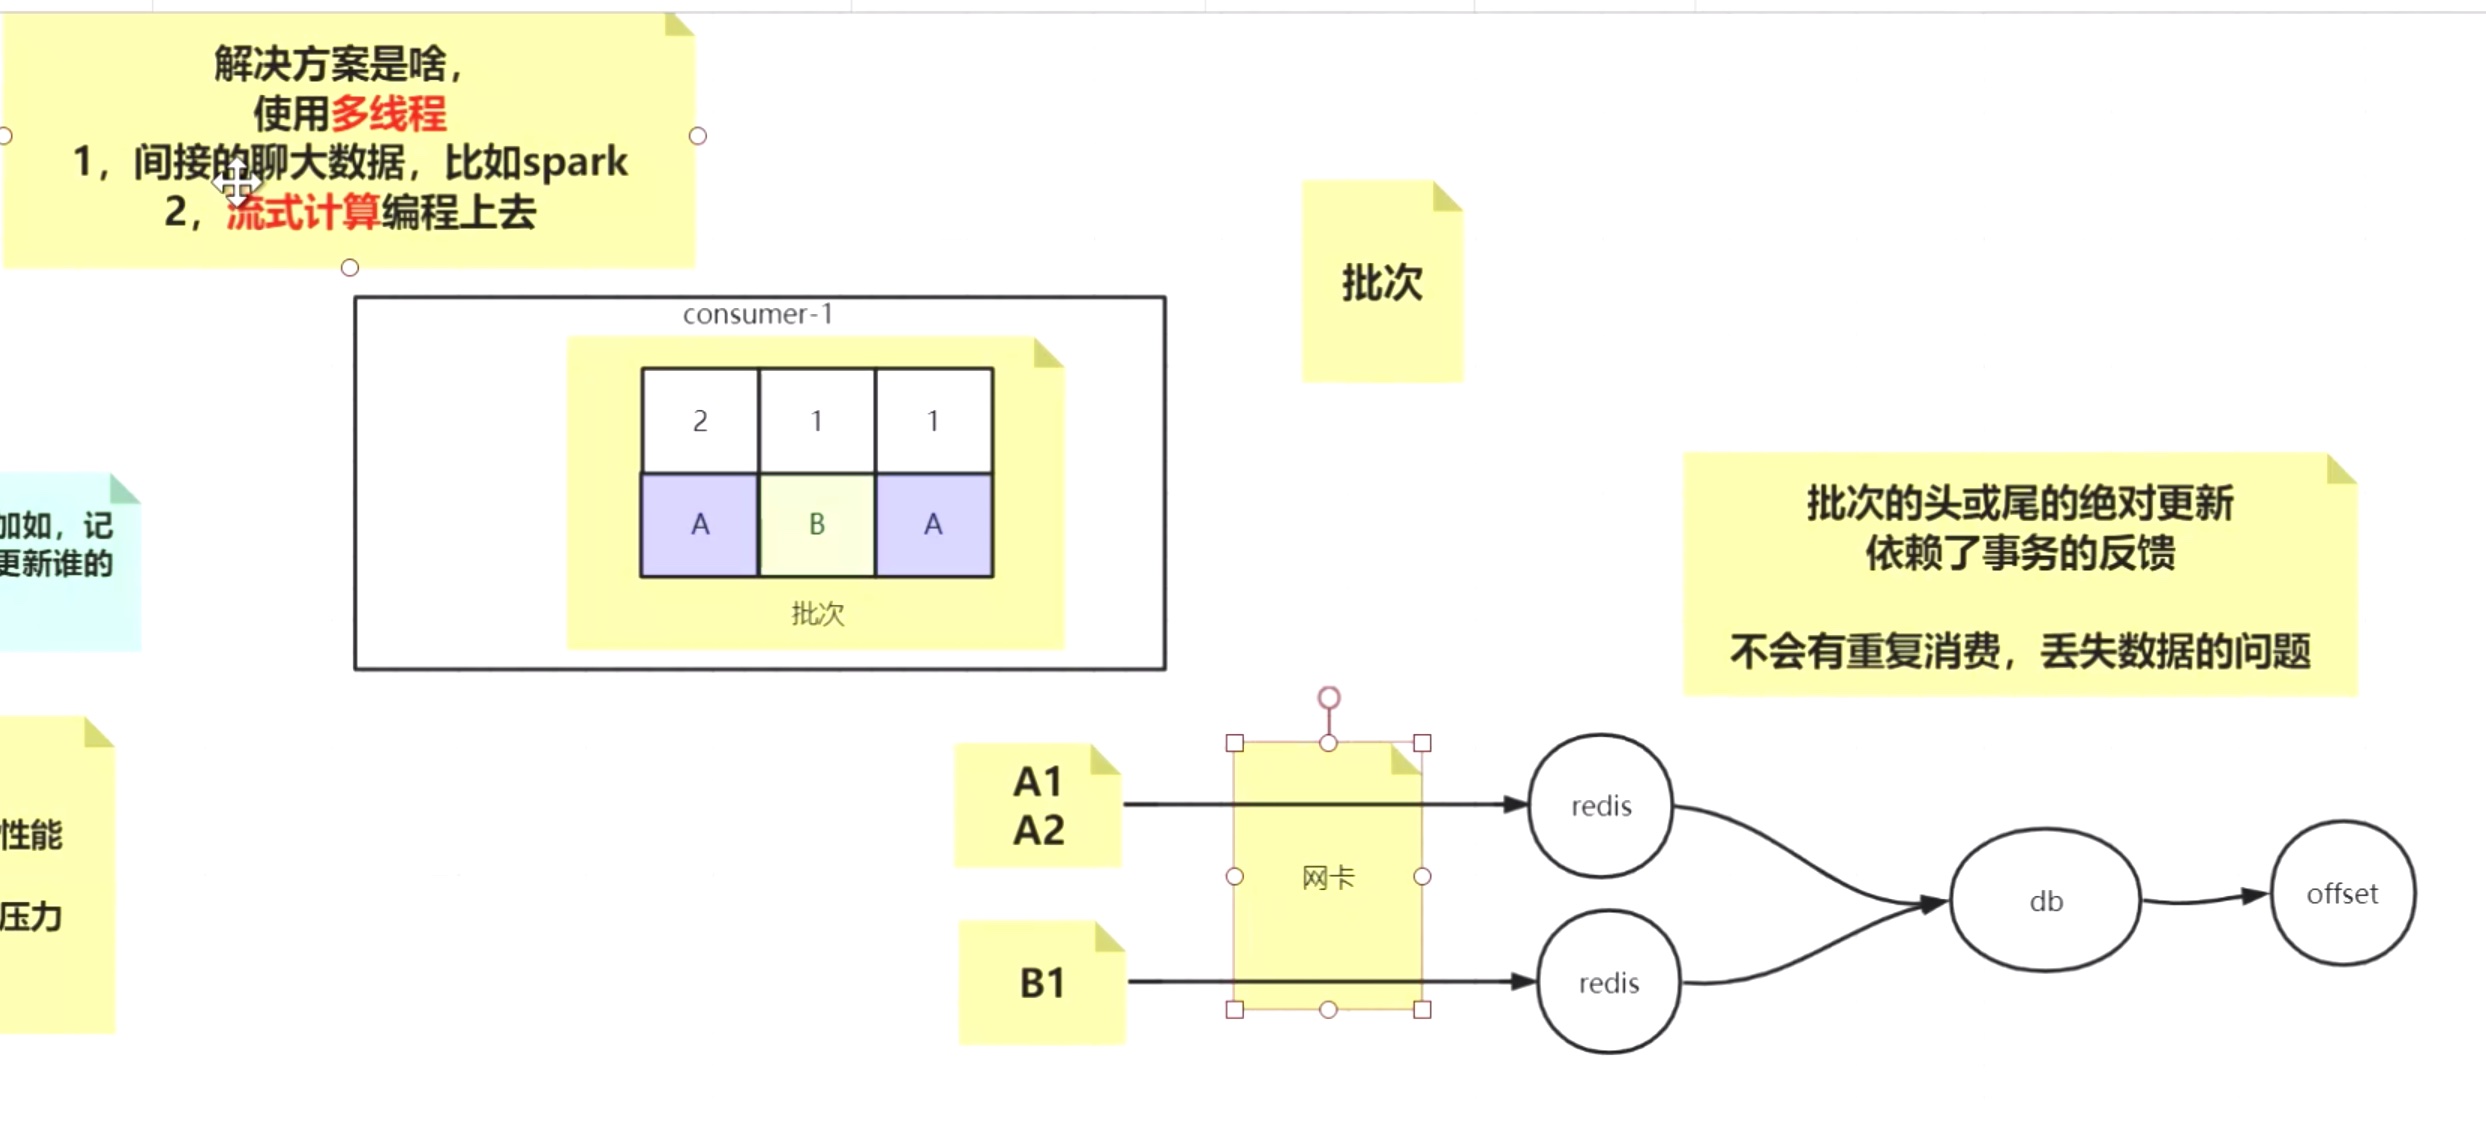 解决方案是啥，
使用多线程
1，间接的聊大数据，比如spark
2，流式计算编程上去
批次
consumer-1
2 1 1
A B A
批次
加如，记
更新谁的
批次的头或尾的绝对更新
依赖了事务的反馈
不会有重复消费，丢失数据的问题
性能
压力
A1
A2
B1
网卡
redis
redis
db
offset